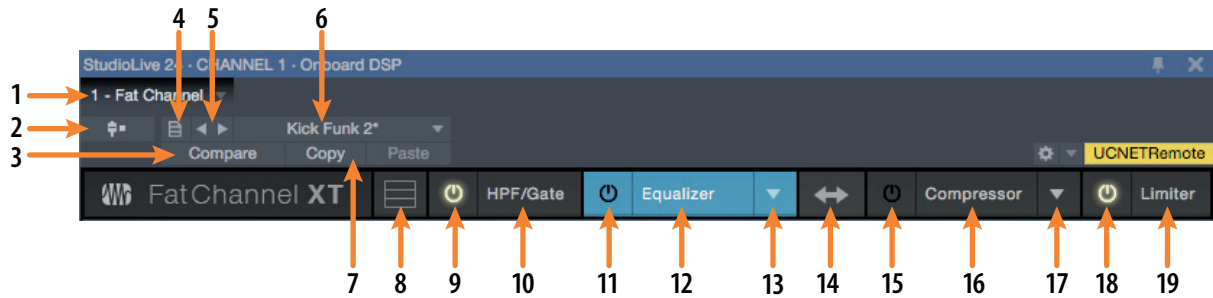 4 5 6
StudioLive 24 · CHANNEL 1 · Onboard DSP
1 1 - Fat Channel
2 Kick Funk 2*
3 Compare Copy Paste UCNETRemote
FatChannel XT HPF/Gate Equalizer Compressor Limiter
7 8 9 10 11 12 13 14 15 16 17 18 19